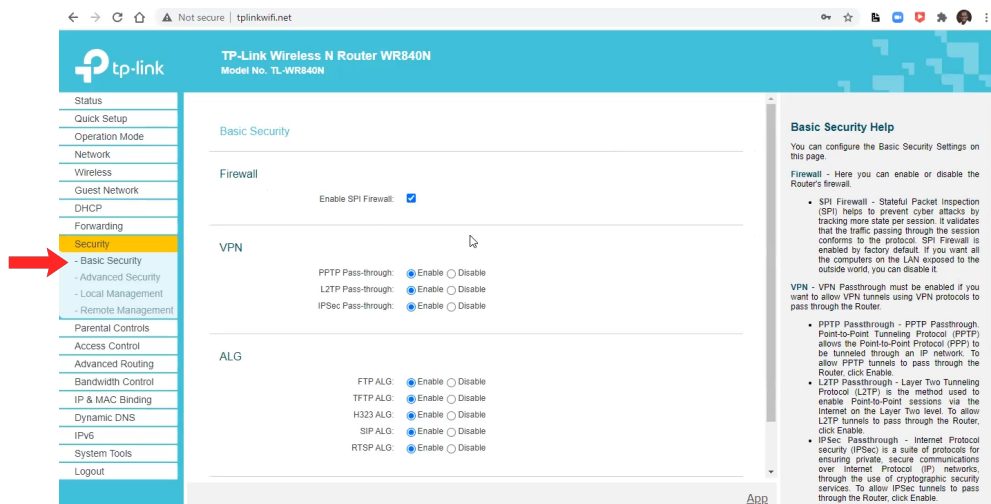 Not secure | tplinkwifi.net
tp-link
TP-Link Wireless N Router WR840N
Model No. TL-WR840N
Status
Quick Setup
Operation Mode
Network
Wireless
Guest Network
DHCP
Forwarding
Security
- Basic Security
- Advanced Security
- Local Management
- Remote Management
Parental Controls
Access Control
Advanced Routing
Bandwidth Control
IP & MAC Binding
Dynamic DNS
IPv6
System Tools
Logout
Basic Security
Firewall
Enable SPI Firewall:
VPN
PPTP Pass-through: Enable Disable
L2TP Pass-through: Enable Disable
IPSec Pass-through: Enable Disable
ALG
FTP ALG: Enable Disable
TFTP ALG: Enable Disable
H323 ALG: Enable Disable
SIP ALG: Enable Disable
RTSP ALG: Enable Disable
App
Basic Security Help
You can configure the Basic Security Settings on
this page.
Firewall - Here you can enable or disable the
Router's firewall.
• SPI Firewall - Stateful Packet Inspection
(SPI) helps to prevent cyber attacks by
tracking more state per session. It validates
that the traffic passing through the session
conforms to the protocol. SPI Firewall is
enabled by factory default. If you want all
the computers on the LAN exposed to the
outside world, you can disable it.
VPN - VPN Passthrough must be enabled if you
want to allow VPN tunnels using VPN protocols to
pass through the Router.
• PPTP Passthrough - PPTP Passthrough.
Point-to-Point Tunneling Protocol (PPTP)
allows the Point-to-Point Protocol (PPP) to
be tunneled through an IP network. To
allow PPTP tunnels to pass through the
Router, click Enable.
• L2TP Passthrough - Layer Two Tunneling
Protocol (L2TP) is the method used to
enable Point-to-Point sessions via the
Internet on the Layer Two level. To allow
L2TP tunnels to pass through the Router,
click Enable.
• IPSec Passthrough - Internet Protocol
security (IPSec) is a suite of protocols for
ensuring private, secure communications
over Internet Protocol (IP) networks,
through the use of cryptographic security
services. To allow IPSec tunnels to pass
through the Router, click Enable.